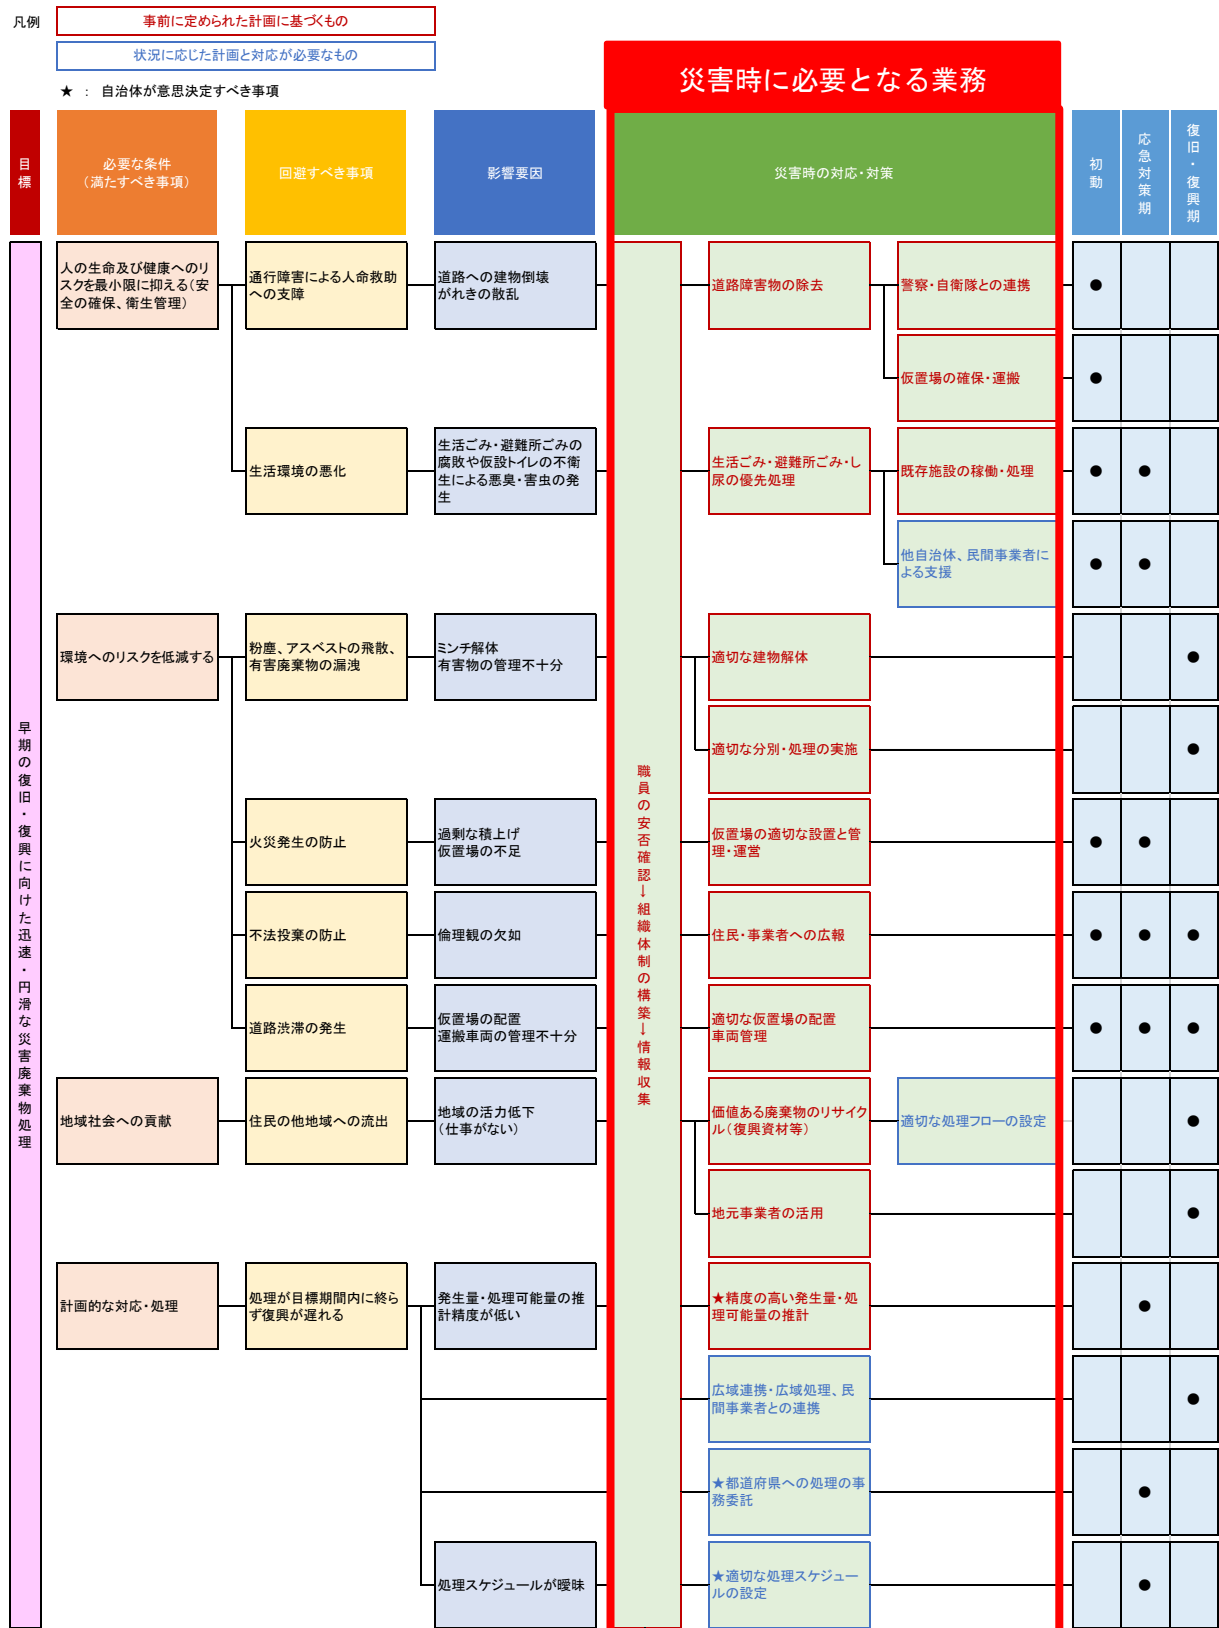 凡例
事前に定められた計画に基づくもの
状況に応じた計画と対応が必要なもの
★ ： 自治体が意思決定すべき事項
災害時に必要となる業務
目標
必要な条件
（満たすべき事項）
回避すべき事項
影響要因
災害時の対応・対策
初動
応急対策期
復旧・復興期
早期の復旧・復興に向けた迅速・円滑な災害廃棄物処理
職員の安否確認→組織体制の構築→情報収集
人の生命及び健康へのリ
スクを最小限に抑える（安
全の確保、衛生管理）
通行障害による人命救助
への支障
道路への建物倒壊
がれきの散乱
道路障害物の除去
警察・自衛隊との連携
●
仮置場の確保・運搬
●
生活環境の悪化
生活ごみ・避難所ごみの
腐敗や仮設トイレの不衛
生による悪臭・害虫の発
生
生活ごみ・避難所ごみ・し
尿の優先処理
既存施設の稼働・処理
● ●
他自治体、民間事業者に
よる支援
● ●
環境へのリスクを低減する
粉塵、アスベストの飛散、
有害廃棄物の漏洩
ミンチ解体
有害物の管理不十分
適切な建物解体
●
適切な分別・処理の実施
●
火災発生の防止
過剰な積上げ
仮置場の不足
仮置場の適切な設置と管
理・運営
● ●
不法投棄の防止
倫理観の欠如
住民・事業者への広報
● ● ●
道路渋滞の発生
仮置場の配置
運搬車両の管理不十分
適切な仮置場の配置
車両管理
● ● ●
地域社会への貢献
住民の他地域への流出
地域の活力低下
（仕事がない）
価値ある廃棄物のリサイク
ル（復興資材等）
適切な処理フローの設定
●
地元事業者の活用
●
計画的な対応・処理
処理が目標期間内に終ら
ず復興が遅れる
発生量・処理可能量の推
計精度が低い
★精度の高い発生量・処
理可能量の推計
●
広域連携・広域処理、民
間事業者との連携
●
★都道府県への処理の事
務委託
●
処理スケジュールが曖昧
★適切な処理スケジュー
ルの設定
●